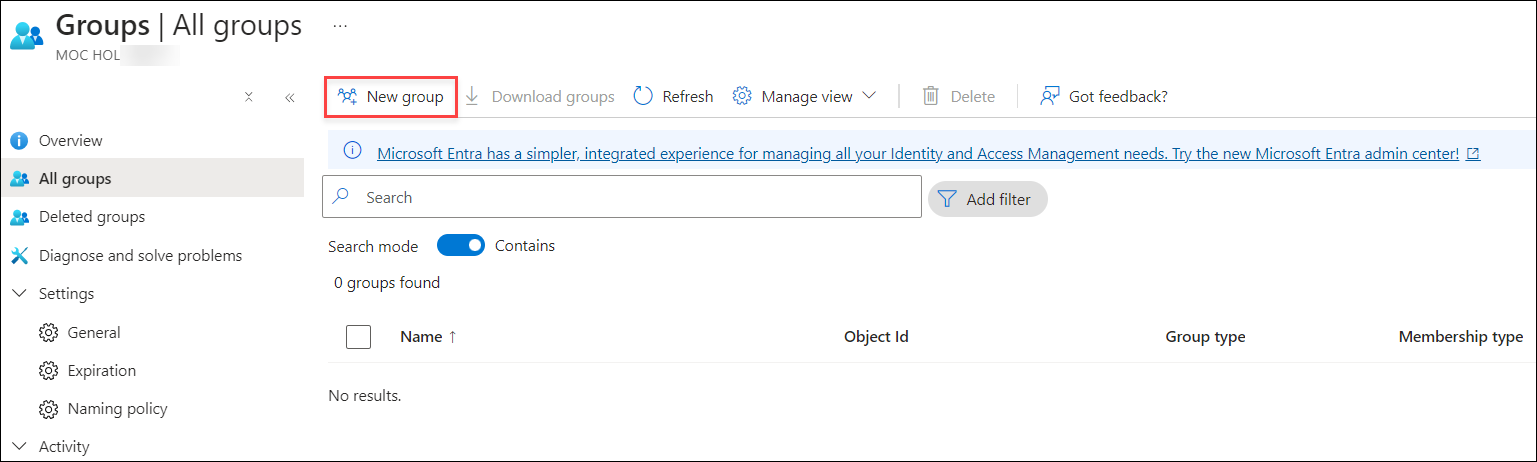 Groups | All groups ...
MOC HOL
New group
Download groups
Refresh
Manage view
Delete
Got feedback?
Overview
All groups
Deleted groups
Diagnose and solve problems
Settings
General
Expiration
Naming policy
Activity
Microsoft Entra has a simpler, integrated experience for managing all your Identity and Access Management needs. Try the new Microsoft Entra admin center!
Search
Add filter
Search mode
Contains
0 groups found
Name ↑
Object Id
Group type
Membership type
No results.